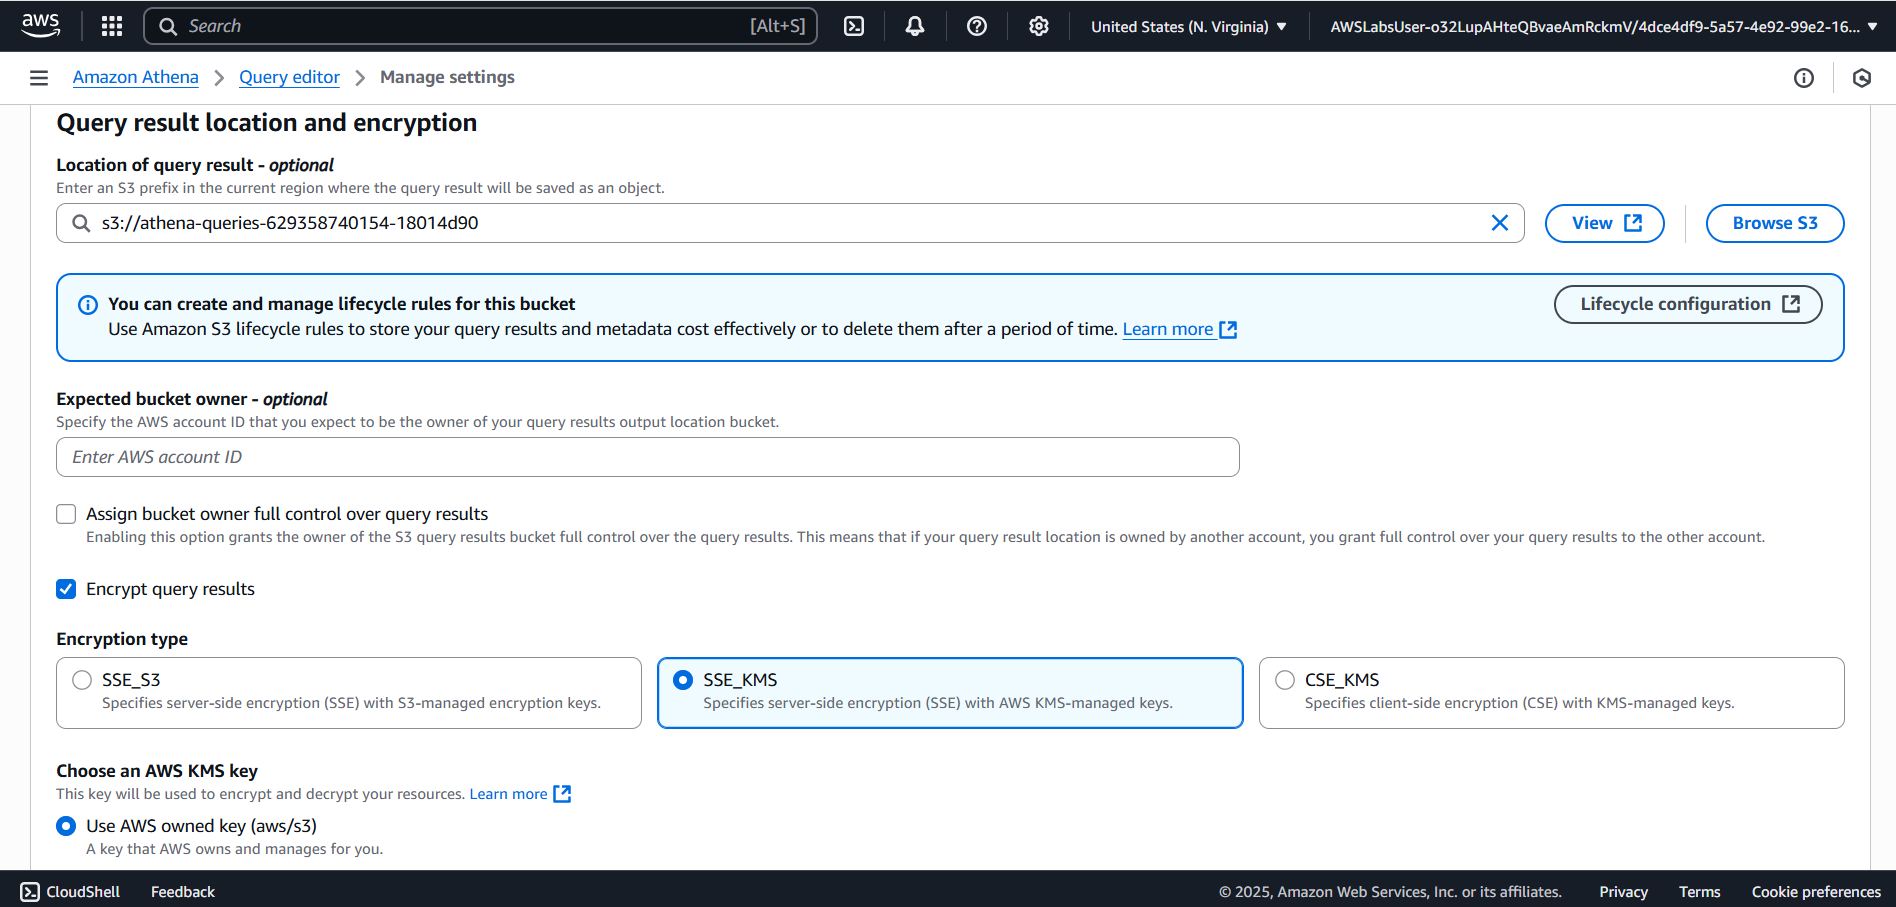 aws
Search [Alt+S]
United States (N. Virginia)
AWSLabsUser-o32LupAHteQBvaeAmRckmV/4dce4df9-5a57-4e92-99e2-16...
Amazon Athena > Query editor > Manage settings
Query result location and encryption
Location of query result - optional
Enter an S3 prefix in the current region where the query result will be saved as an object.
s3://athena-queries-629358740154-18014d90
View
Browse S3
You can create and manage lifecycle rules for this bucket
Use Amazon S3 lifecycle rules to store your query results and metadata cost effectively or to delete them after a period of time. Learn more
Lifecycle configuration
Expected bucket owner - optional
Specify the AWS account ID that you expect to be the owner of your query results output location bucket.
Enter AWS account ID
Assign bucket owner full control over query results
Enabling this option grants the owner of the S3 query results bucket full control over the query results. This means that if your query result location is owned by another account, you grant full control over your query results to the other account.
Encrypt query results
Encryption type
SSE_S3
Specifies server-side encryption (SSE) with S3-managed encryption keys.
SSE_KMS
Specifies server-side encryption (SSE) with AWS KMS-managed keys.
CSE_KMS
Specifies client-side encryption (CSE) with KMS-managed keys.
Choose an AWS KMS key
This key will be used to encrypt and decrypt your resources. Learn more
Use AWS owned key (aws/s3)
A key that AWS owns and manages for you.
CloudShell Feedback
© 2025, Amazon Web Services, Inc. or its affiliates. Privacy Terms Cookie preferences